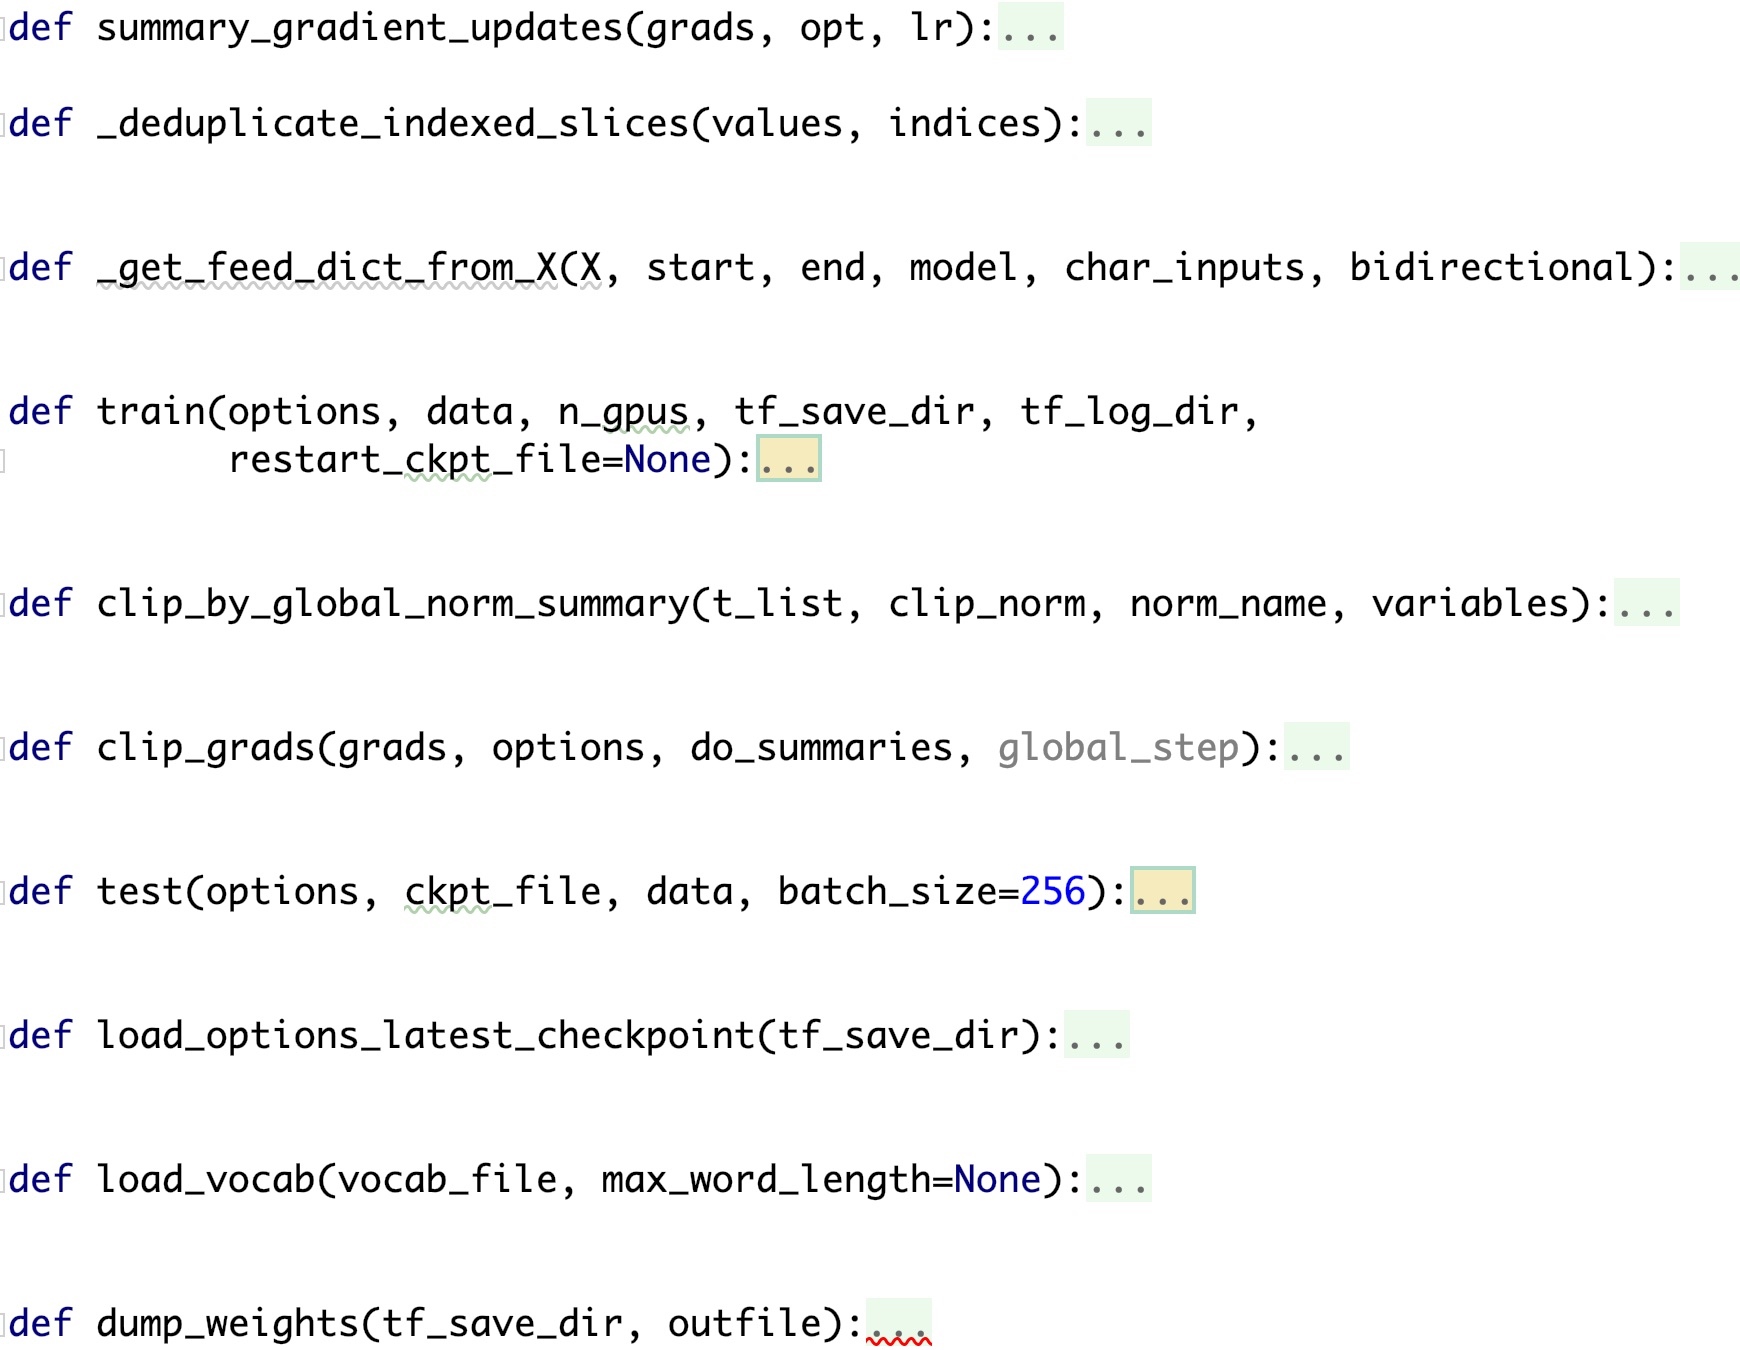 def summary_gradient_updates(grads, opt, lr):...
def _deduplicate_indexed_slices(values, indices):...
def _get_feed_dict_from_X(X, start, end, model, char_inputs, bidirectional):...
def train(options, data, n_gpus, tf_save_dir, tf_log_dir,
restart_ckpt_file=None):...
def clip_by_global_norm_summary(t_list, clip_norm, norm_name, variables):...
def clip_grads(grads, options, do_summaries, global_step):...
def test(options, ckpt_file, data, batch_size=256):...
def load_options_latest_checkpoint(tf_save_dir):...
def load_vocab(vocab_file, max_word_length=None):...
def dump_weights(tf_save_dir, outfile):...